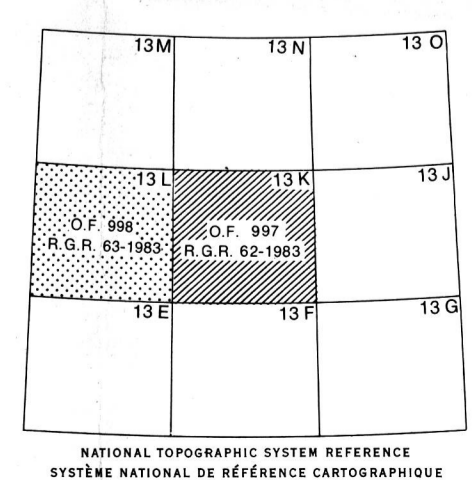 13 M
13 N
13 O
13 L
13 K
13 J
O.F. 998
R.G.R. 63-1983
O.F. 997
R.G.R. 62-1983
13 E
13 F
13 G
NATIONAL TOPOGRAPHIC SYSTEM REFERENCE
SYSTÈME NATIONAL DE RÉFÉRENCE CARTOGRAPHIQUE